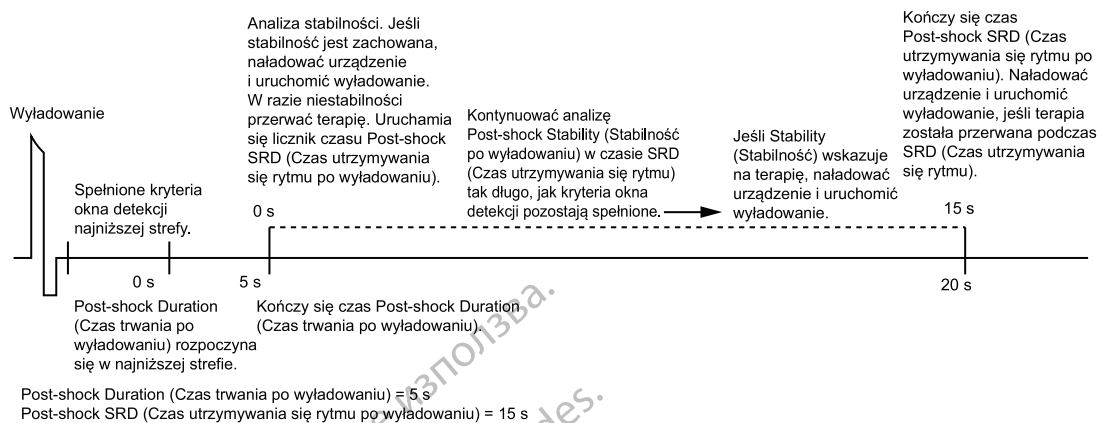 Wyładowanie
Spełnione kryteria
okna detekcji
najniższej strefy.
Analiza stabilności. Jeśli
stabilność jest zachowana,
naładować urządzenie
i uruchomić wyładowanie.
W razie niestabilności
przerwać terapię. Uruchamia
się licznik czasu Post-shock
SRD (Czas utrzymywania
się rytmu po wyładowaniu).
Kontynuować analizę
Post-shock Stability (Stabilność
po wyładowaniu) w czasie SRD
(Czas utrzymywania się rytmu)
tak długo, jak kryteria okna
detekcji pozostają spełnione.
Jeśli Stability
(Stabilność) wskazuje
na terapię, naładować
urządzenie i uruchomić
wyładowanie.
Kończy się czas
Post-shock SRD (Czas
utrzymywania się rytmu po
wyładowaniu). Naładować
urządzenie i uruchomić
wyładowanie, jeśli terapia
została przerwana podczas
SRD (Czas utrzymywania
się rytmu).
0 s
15 s
0 s
5 s
20 s
Post-shock Duration
(Czas trwania po
wyładowaniu) rozpoczyna
się w najniższej strefie.
Kończy się czas Post-shock Duration
(Czas trwania po wyładowaniu).
Post-shock Duration (Czas trwania po wyładowaniu) = 5 s
Post-shock SRD (Czas utrzymywania się rytmu po wyładowaniu) = 15 s
използва.
des.